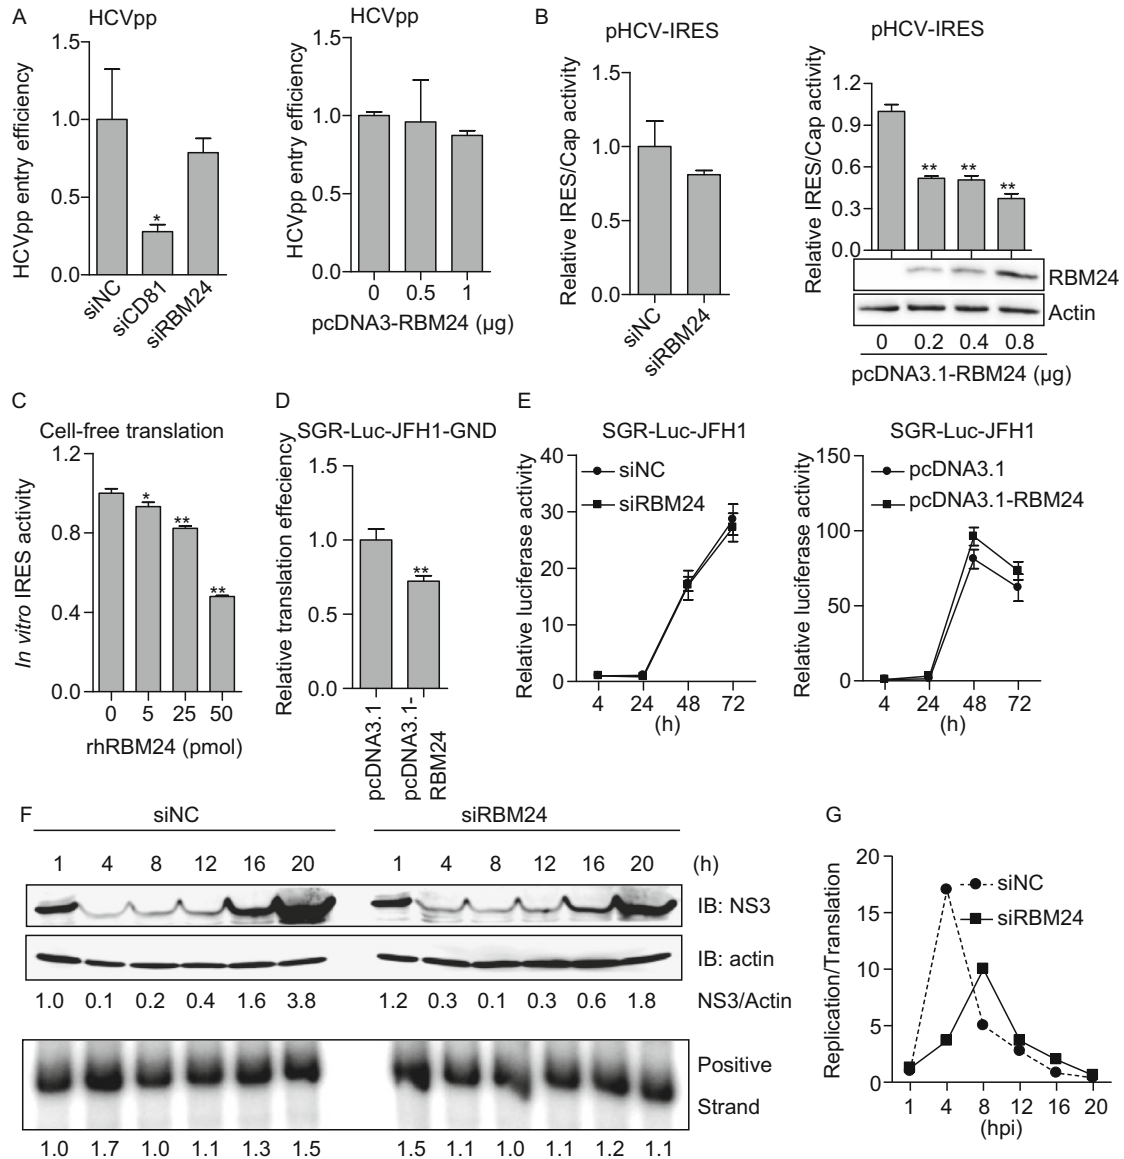 A
HCVpp
HCVpp entry efficiency
1.5
1.0
0.5
0.0
*
siNC
siCD81
siRBM24
HCVpp
HCVpp entry efficiency
1.5
1.0
0.5
0.0
0 0.5 1
pcDNA3-RBM24 (µg)
B
pHCV-IRES
Relative IRES/Cap activity
1.5
1.0
0.5
0.0
siNC
siRBM24
pHCV-IRES
Relative IRES/Cap activity
1.2
0.9
0.6
0.3
0.0
** ** **
RBM24
Actin
0 0.2 0.4 0.8
pcDNA3.1-RBM24 (µg)
C
Cell-free translation
In vitro IRES activity
1.2
0.8
0.4
0.0
* ** **
0 5 25 50
rhRBM24 (pmol)
D
SGR-Luc-JFH1-GND
Relative translation effeciency
1.5
1.0
0.5
0.0
**
pcDNA3.1
pcDNA3.1-
RBM24
E
SGR-Luc-JFH1
Relative luciferase activity
40
30
20
10
0
siNC
siRBM24
4 24 48 72
(h)
SGR-Luc-JFH1
Relative luciferase activity
150
100
50
0
pcDNA3.1
pcDNA3.1-RBM24
4 24 48 72
(h)
F
siNC siRBM24
1 4 8 12 16 20 1 4 8 12 16 20 (h)
IB: NS3
IB: actin
1.0 0.1 0.2 0.4 1.6 3.8 1.2 0.3 0.1 0.3 0.6 1.8 NS3/Actin
Positive
Strand
1.0 1.7 1.0 1.1 1.3 1.5 1.5 1.1 1.0 1.1 1.2 1.1
G
Replication/Translation
20
15
10
5
0
siNC
siRBM24
1 4 8 12 16 20
(hpi)